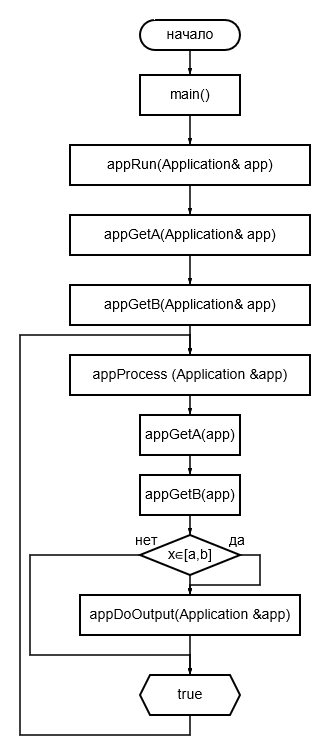 начало
main()
appRun(Application& app)
appGetA(Application& app)
appGetB(Application& app)
appProcess (Application &app)
appGetA(app)
appGetB(app)
нет
да
x∈[a,b]
appDoOutput(Application &app)
true